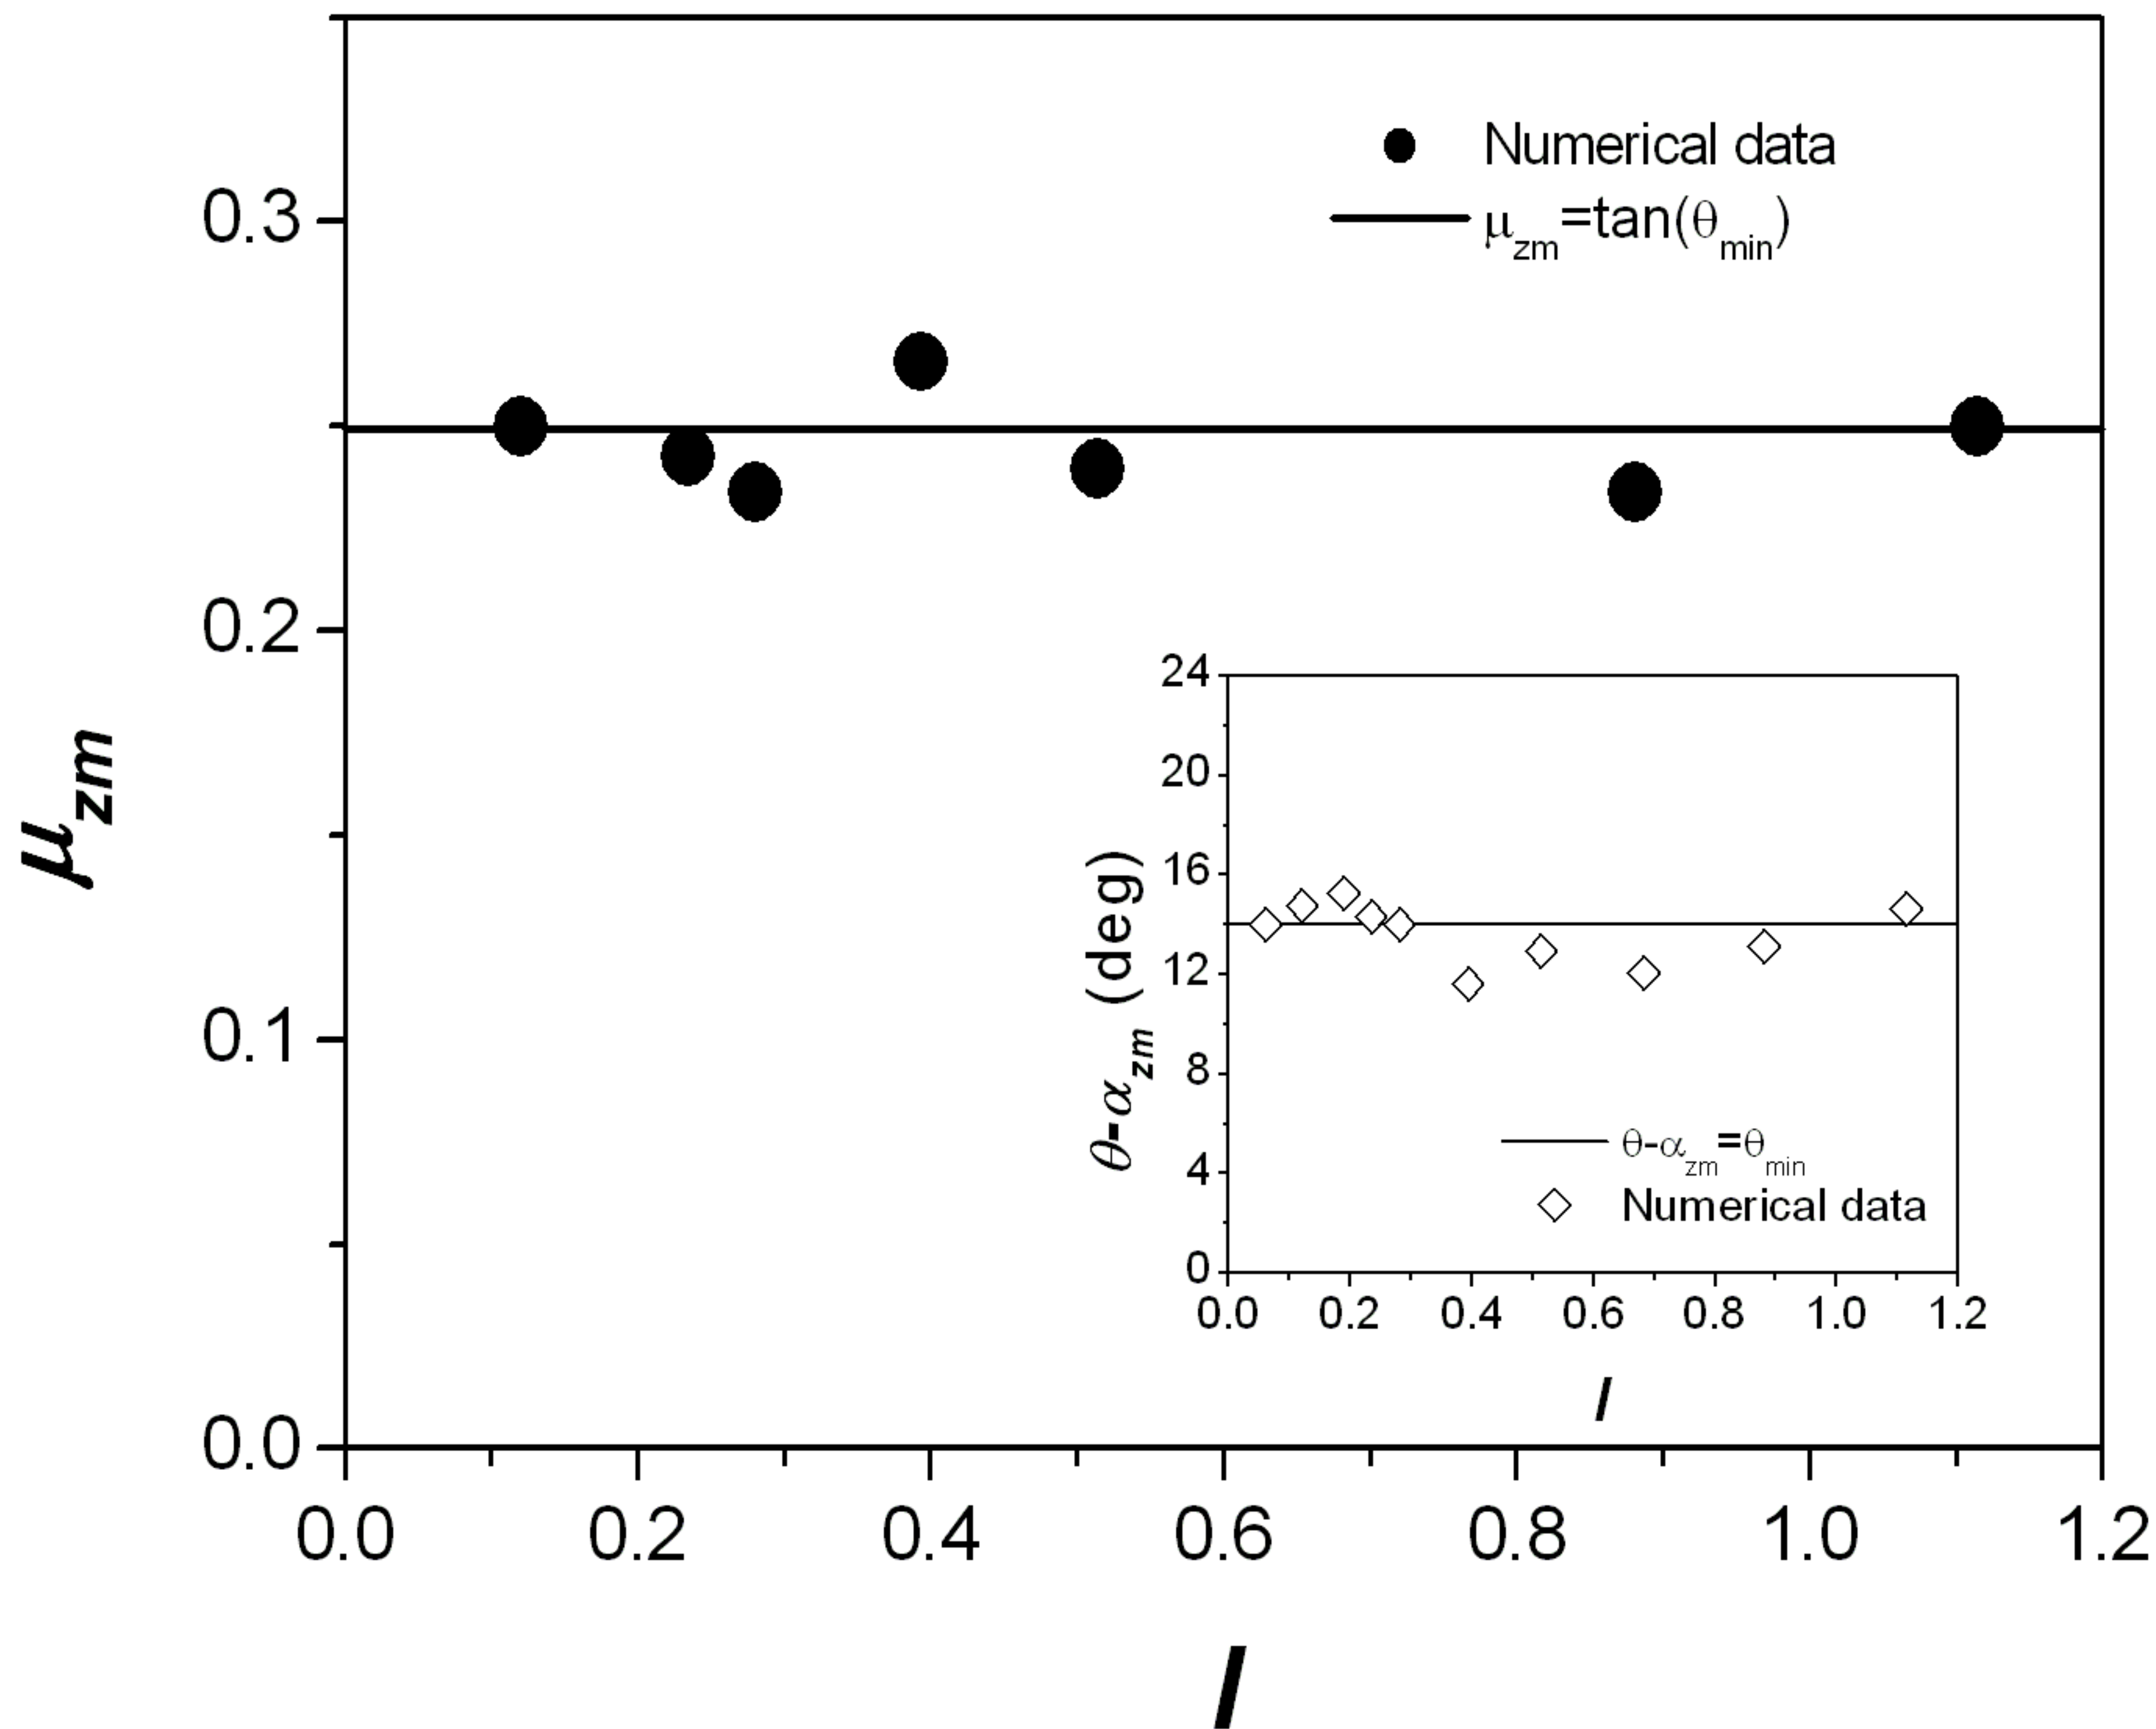 Numerical data
μzm=tan(θmin)
0.3
0.2
0.1
0.0
μzm
0.0 0.2 0.4 0.6 0.8 1.0 1.2
I
24
20
16
12
8
4
0
θ-αzm (deg)
θ-αzm=θmin
Numerical data
0.0 0.2 0.4 0.6 0.8 1.0 1.2
I